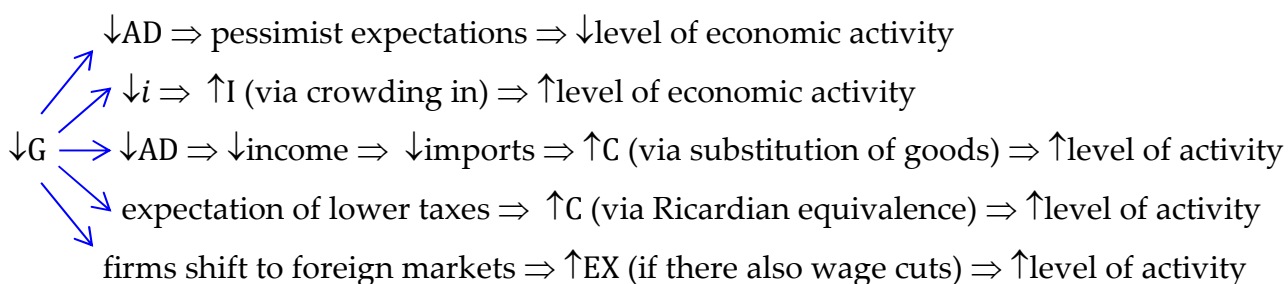 ↓AD ⇒ pessimist expectations ⇒ ↓level of economic activity
↓i ⇒ ↑I (via crowding in) ⇒ ↑level of economic activity
↓G ↓AD ⇒ ↓income ⇒ ↓imports ⇒ ↑C (via substitution of goods) ⇒ ↑level of activity
expectation of lower taxes ⇒ ↑C (via Ricardian equivalence) ⇒ ↑level of activity
firms shift to foreign markets ⇒ ↑EX (if there also wage cuts) ⇒ ↑level of activity